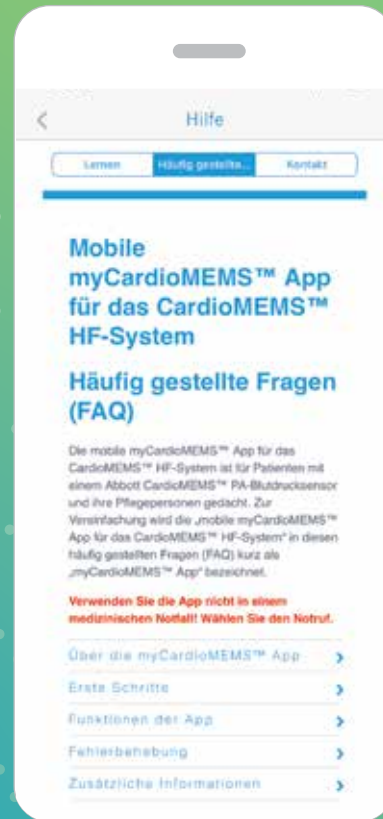 Hilfe
Lernen Häufig gestellte... Kontakt
Mobile
myCardioMEMS™ App
für das CardioMEMS™
HF-System
Häufig gestellte Fragen
(FAQ)
Die mobile myCardioMEMS™ App für das
CardioMEMS™ HF-System ist für Patienten mit
einem Abbott CardioMEMS™ PA-Blutdrucksensor
und ihre Pflegepersonen gedacht. Zur
Vereinfachung wird die „mobile myCardioMEMS™
App für das CardioMEMS™ HF-System“ in diesen
häufig gestellten Fragen (FAQ) kurz als
„myCardioMEMS™ App“ bezeichnet.
Verwenden Sie die App nicht in einem
medizinischen Notfall! Wählen Sie den Notruf.
Über die myCardioMEMS™ App
Erste Schritte
Funktionen der App
Fehlerbehebung
Zusätzliche Informationen